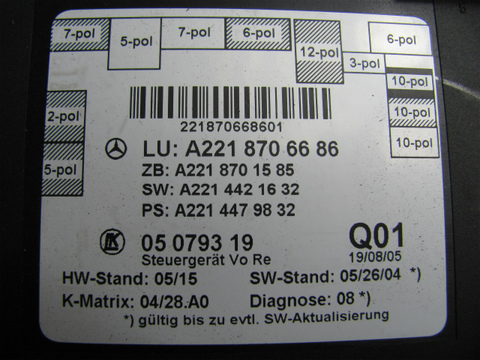 7-pol
5-pol
7-pol
6-pol
12-pol
3-pol
6-pol
10-pol
10-pol
10-pol
2-pol
5-pol
221870668601
LU: A221 870 66 86
ZB: A221 870 15 85
SW: A221 442 16 32
PS: A221 447 98 32
05 0793 19
Q01
Steuergerät Vo Re
19/08/05
HW-Stand: 05/15 SW-Stand: 05/26/04 *)
K-Matrix: 04/28.A0 Diagnose: 08 *)
*) gültig bis zu evtl. SW-Aktualisierung